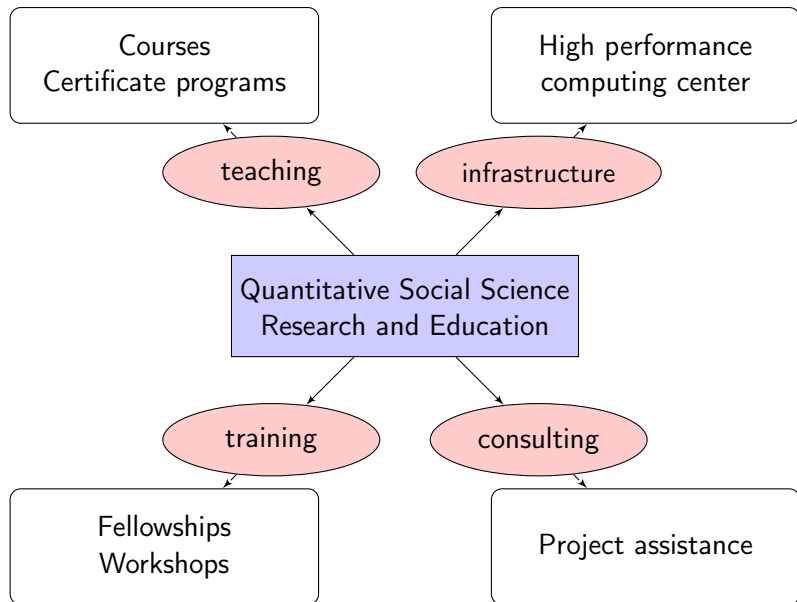 Courses
Certificate programs
High performance
computing center
teaching
infrastructure
Quantitative Social Science
Research and Education
training
consulting
Fellowships
Workshops
Project assistance